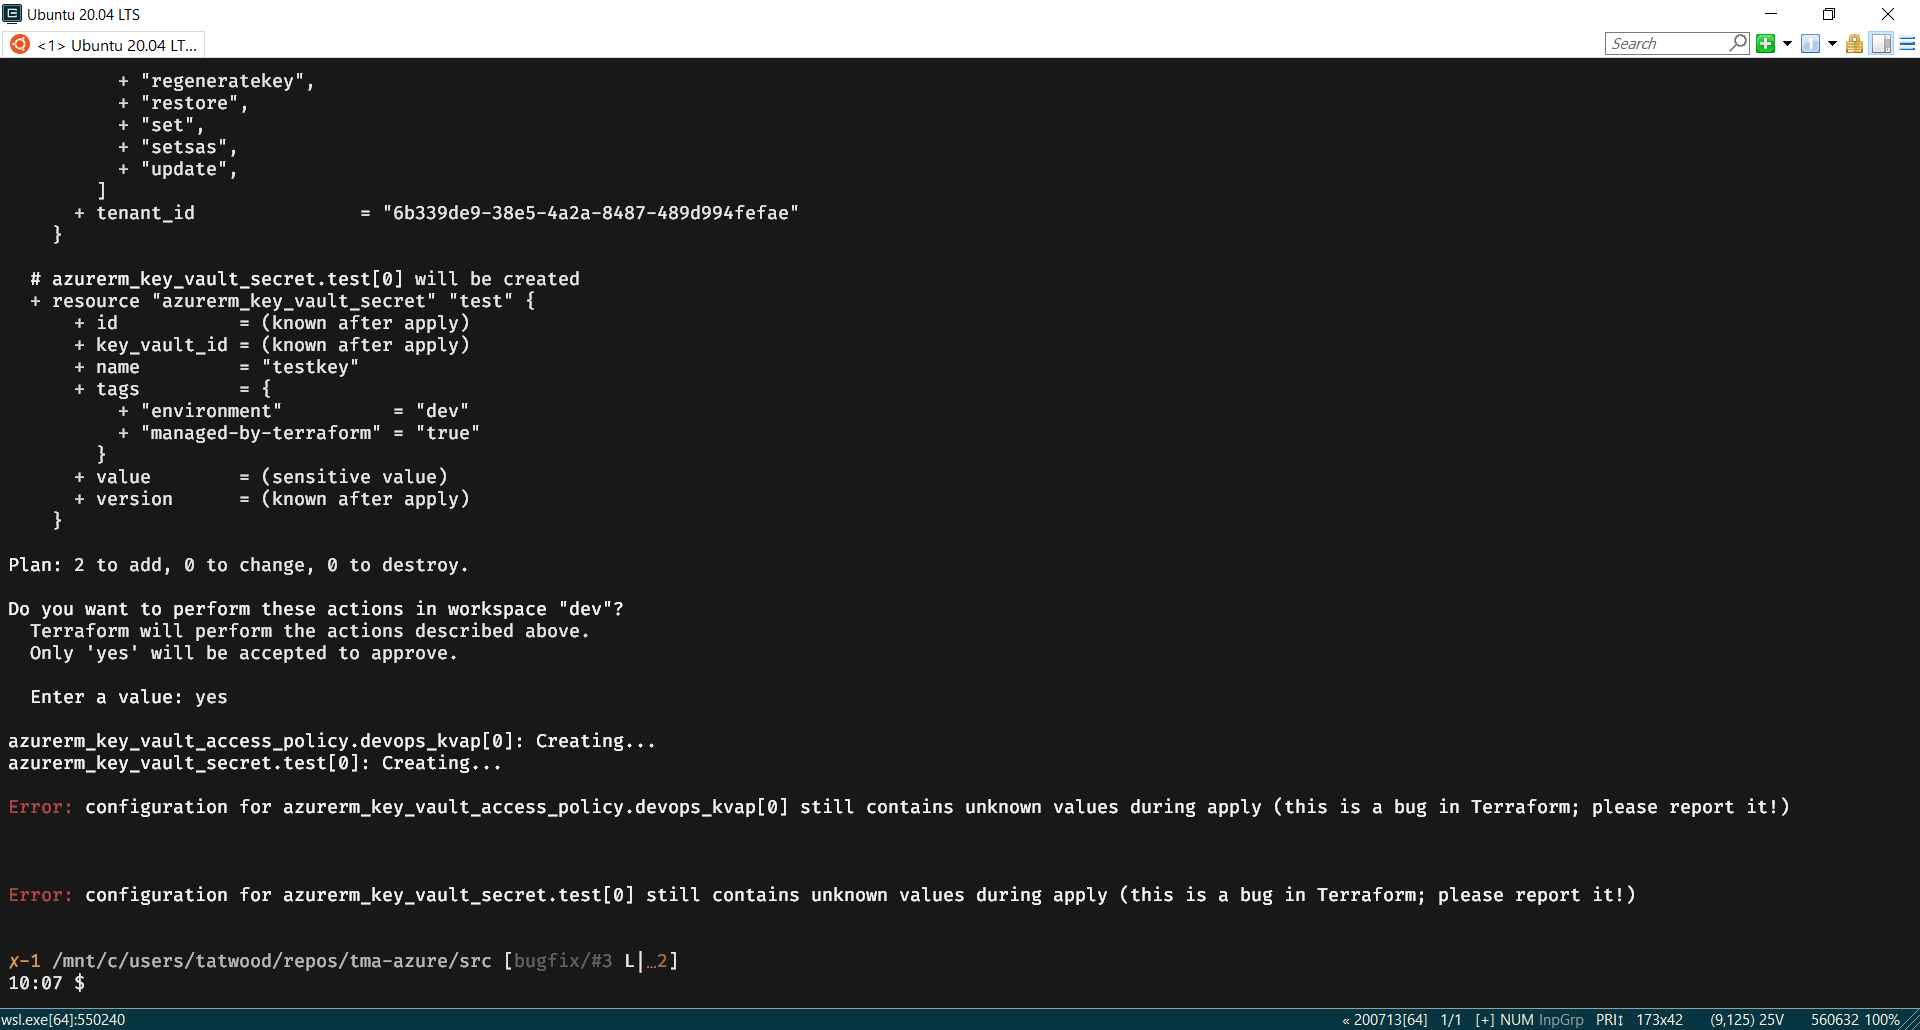 Ubuntu 20.04 LTS
<1> Ubuntu 20.04 LT...
Search
+ "regeneratekey",
+ "restore",
+ "set",
+ "setsas",
+ "update",
]
+ tenant_id = "6b339de9-38e5-4a2a-8487-489d994fefae"
}
# azurerm_key_vault_secret.test[0] will be created
+ resource "azurerm_key_vault_secret" "test" {
+ id = (known after apply)
+ key_vault_id = (known after apply)
+ name = "testkey"
+ tags = {
+ "environment" = "dev"
+ "managed-by-terraform" = "true"
}
+ value = (sensitive value)
+ version = (known after apply)
}
Plan: 2 to add, 0 to change, 0 to destroy.
Do you want to perform these actions in workspace "dev"?
Terraform will perform the actions described above.
Only 'yes' will be accepted to approve.
Enter a value: yes
azurerm_key_vault_access_policy.devops_kvap[0]: Creating...
azurerm_key_vault_secret.test[0]: Creating...
Error: configuration for azurerm_key_vault_access_policy.devops_kvap[0] still contains unknown values during apply (this is a bug in Terraform; please report it!)
Error: configuration for azurerm_key_vault_secret.test[0] still contains unknown values during apply (this is a bug in Terraform; please report it!)
✗-1 /mnt/c/users/tatwood/repos/tma-azure/src [bugfix/#3 L|…2]
10:07 $
wsl.exe[64]:550240 « 200713[64] 1/1 [+] NUM InpGrp PRI↕ 173x42 (9,125) 25V 560632 100%